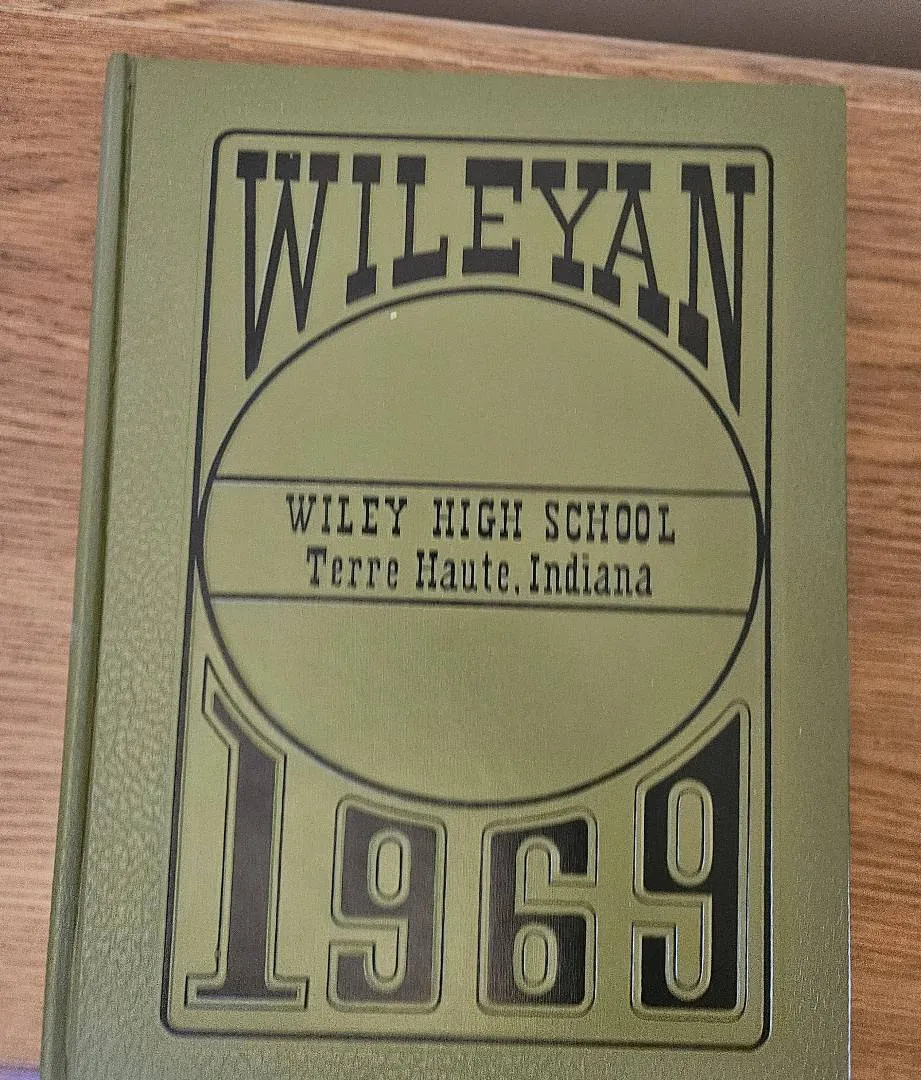 WILEYAN
WILEY HIGH SCHOOL
Terre Haute, Indiana
1969